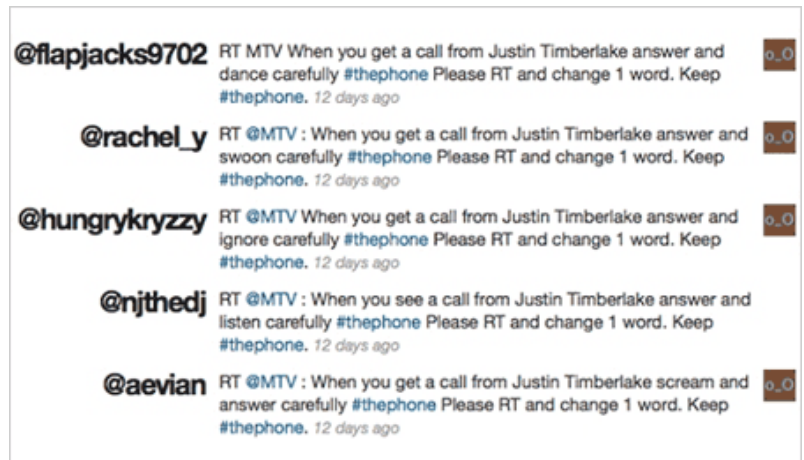 @flapjacks9702 RT MTV When you get a call from Justin Timberlake answer and
dance carefully #thephone Please RT and change 1 word. Keep
#thephone. 12 days ago
o_O
@rachel_y RT @MTV : When you get a call from Justin Timberlake answer and
swoon carefully #thephone Please RT and change 1 word. Keep
#thephone. 12 days ago
o_O
@hungrykryzzy RT @MTV When you get a call from Justin Timberlake answer and
ignore carefully #thephone Please RT and change 1 word. Keep
#thephone. 12 days ago
o_O
@njthedj RT @MTV : When you see a call from Justin Timberlake answer and
listen carefully #thephone Please RT and change 1 word. Keep
#thephone. 12 days ago
@aevian RT @MTV : When you get a call from Justin Timberlake scream and
answer carefully #thephone Please RT and change 1 word. Keep
#thephone. 12 days ago
o_O